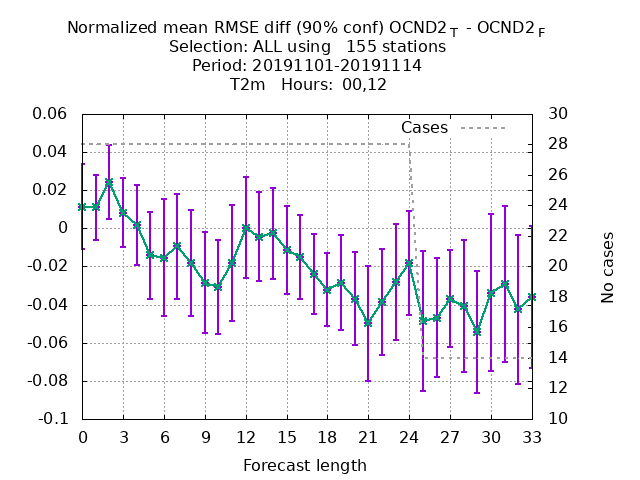 Normalized mean RMSE diff (90% conf) OCND2 T - OCND2 F
Selection: ALL using 155 stations
Period: 20191101-20191114
T2m Hours: 00,12
Cases
0.06
0.04
0.02
0
-0.02
-0.04
-0.06
-0.08
-0.1
30
28
26
24
22
20
18
16
14
12
10
No cases
0 3 6 9 12 15 18 21 24 27 30 33
Forecast length